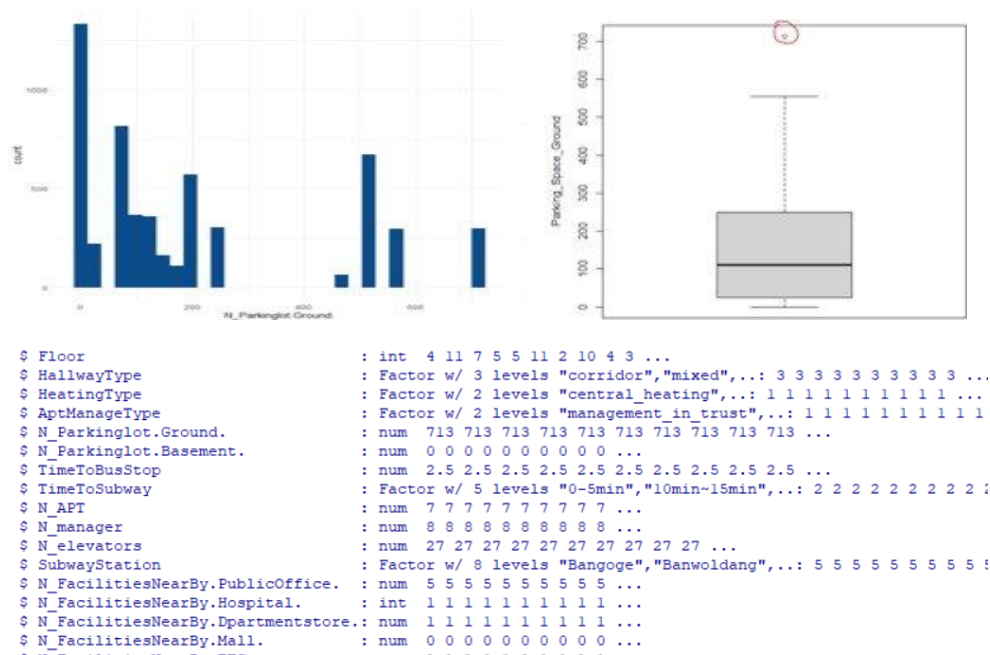 1000
500
0
count
0
200
400
600
N_Parkinglot.Ground.
700
600
500
400
300
200
100
0
Parking_Space_Ground
$ Floor : int 4 11 7 5 5 11 2 10 4 3 ...
$ HallwayType : Factor w/ 3 levels "corridor","mixed",..: 3 3 3 3 3 3 3 3 3 3 ...
$ HeatingType : Factor w/ 2 levels "central_heating",..: 1 1 1 1 1 1 1 1 1 1 ...
$ AptManageType : Factor w/ 2 levels "management_in_trust",..: 1 1 1 1 1 1 1 1 1 1
$ N_Parkinglot.Ground. : num 713 713 713 713 713 713 713 713 713 713 ...
$ N_Parkinglot.Basement. : num 0 0 0 0 0 0 0 0 0 0 ...
$ TimeToBusStop : num 2.5 2.5 2.5 2.5 2.5 2.5 2.5 2.5 2.5 2.5 ...
$ TimeToSubway : Factor w/ 5 levels "0-5min","10min~15min",..: 2 2 2 2 2 2 2 2 2 2
$ N_APT : num 7 7 7 7 7 7 7 7 7 7 ...
$ N_manager : num 8 8 8 8 8 8 8 8 8 8 ...
$ N_elevators : num 27 27 27 27 27 27 27 27 27 27 ...
$ SubwayStation : Factor w/ 8 levels "Bangoge","Banwoldang",..: 5 5 5 5 5 5 5 5 5 5
$ N_FacilitiesNearBy.PublicOffice. : num 5 5 5 5 5 5 5 5 5 5 ...
$ N_FacilitiesNearBy.Hospital. : int 1 1 1 1 1 1 1 1 1 1 ...
$ N_FacilitiesNearBy.Dpartmentstore.: num 1 1 1 1 1 1 1 1 1 1 ...
$ N_FacilitiesNearBy.Mall. : num 0 0 0 0 0 0 0 0 0 0 ...